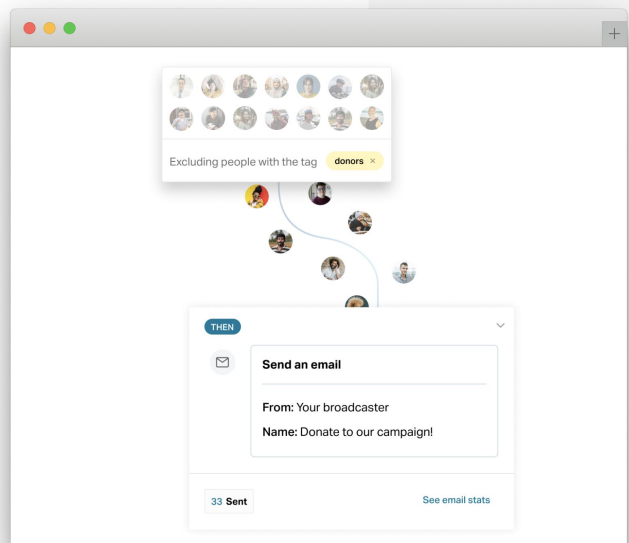 Excluding people with the tag donors ×
THEN
Send an email
From: Your broadcaster
Name: Donate to our campaign!
33 Sent
See email stats